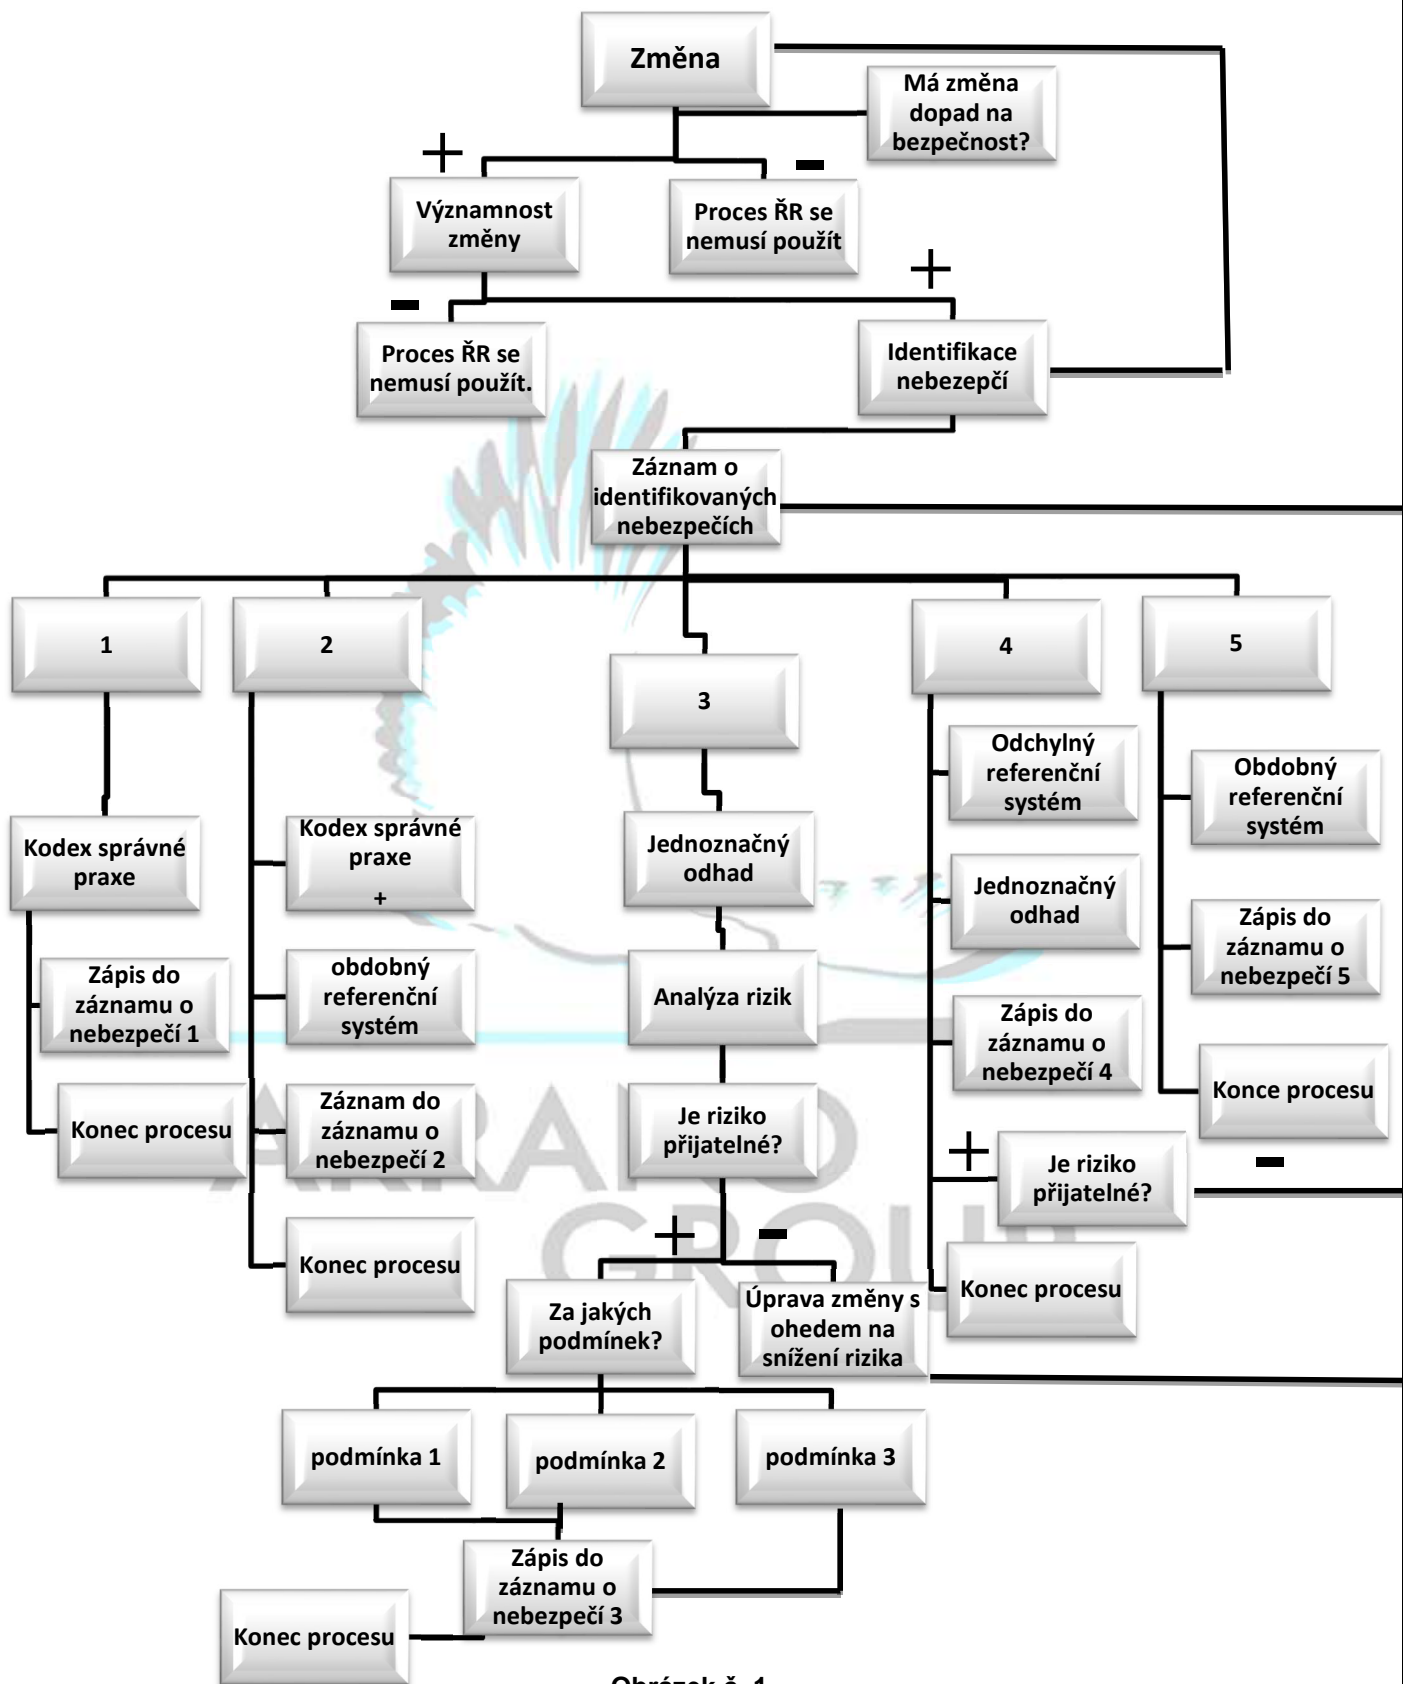 Změna
Má změna
dopad na
bezpečnost?
+
-
Významnost
změny
Proces ŘR se
nemusí použít
+
-
Proces ŘR se
nemusí použít.
Identifikace
nebezepčí
Záznam o
identifikovaných
nebezpečích
1
2
3
4
5
Kodex správné
praxe
Zápis do
záznamu o
nebezpečí 1
Konec procesu
Kodex správné
praxe
+
obdobný
referenční
systém
Záznam do
záznamu o
nebezpečí 2
Konec procesu
Jednoznačný
odhad
Analýza rizik
Je riziko
přijatelné?
+
-
Za jakých
podmínek?
Úprava změny s
ohedem na
snížení rizika
podmínka 1
podmínka 2
podmínka 3
Zápis do
záznamu o
nebezpečí 3
Konec procesu
Odchylný
referenční
systém
Jednoznačný
odhad
Zápis do
záznamu o
nebezpečí 4
+
Je riziko
přijatelné?
-
Konec procesu
Obdobný
referenční
systém
Zápis do
záznamu o
nebezpečí 5
Konce procesu
ARRANO
GROUP
Obrázek č. 1